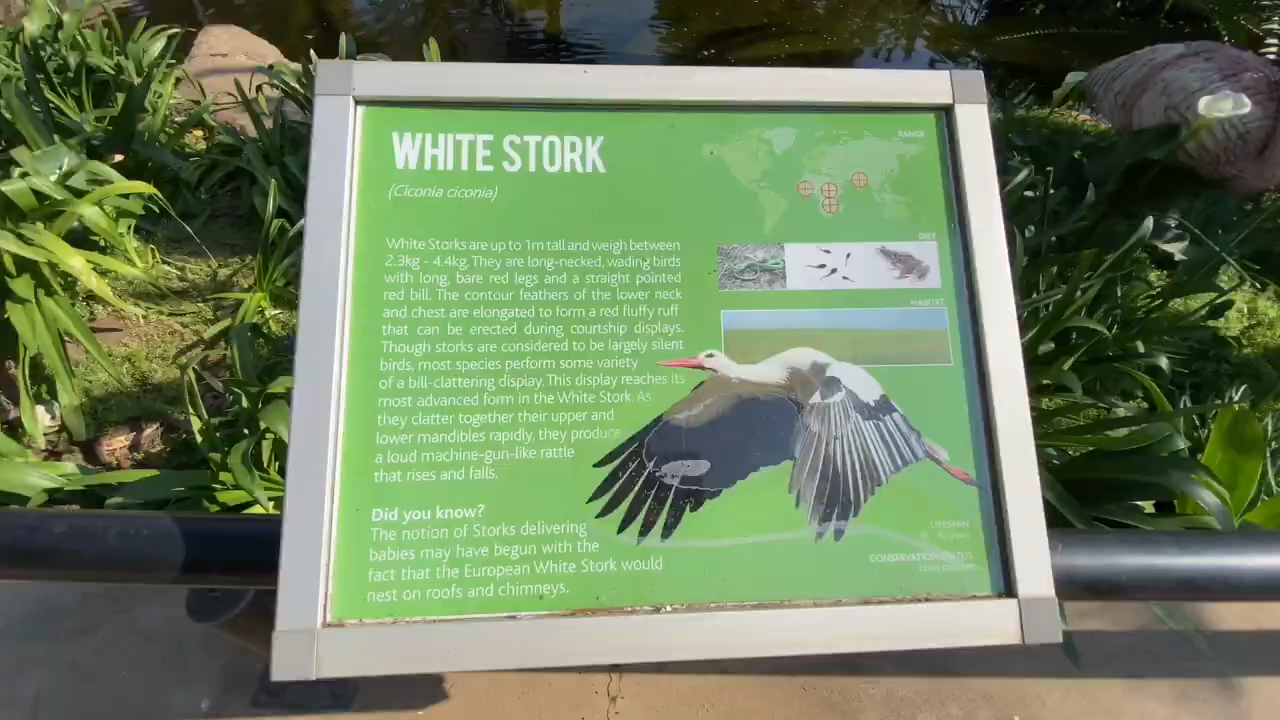 WHITE STORK
(Ciconia ciconia)
White Storks are up to 1m tall and weigh between
2.3kg - 4.4kg. They are long-necked, wading birds
with long, bare red legs and a straight pointed
red bill. The contour feathers of the lower neck
and chest are elongated to form a red fluffy ruff
that can be erected during courtship displays.
Though storks are considered to be largely silent
birds, most species perform some variety
of a bill-clattering display. This display reaches its
most advanced form in the White Stork. As
they clatter together their upper and
lower mandibles rapidly, they produce
a loud machine-gun-like rattle
that rises and falls.
Did you know?
The notion of Storks delivering
babies may have begun with the
fact that the European White Stork would
nest on roofs and chimneys.
RANGE
DIET
HABITAT
LIFESPAN
CONSERVATION STATUS